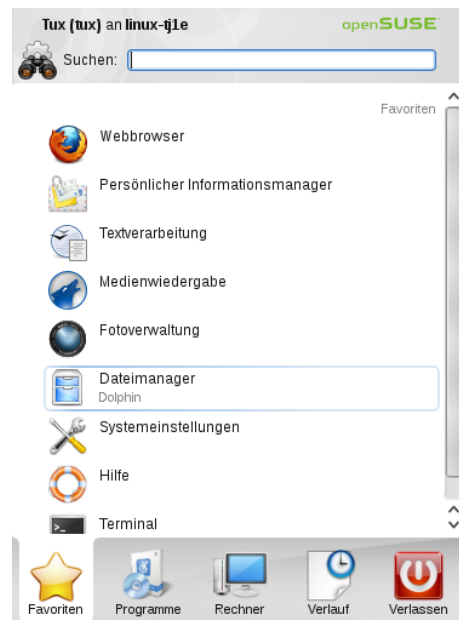 Tux (tux) an linux-tj1e openSUSE
Suchen:
Favoriten
Webbrowser
Persönlicher Informationsmanager
Textverarbeitung
Medienwiedergabe
Fotoverwaltung
Dateimanager
Dolphin
Systemeinstellungen
Hilfe
Terminal
Favoriten Programme Rechner Verlauf Verlassen